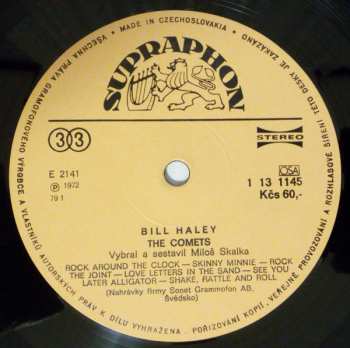 MADE IN CZECHOSLOVAKIA
VŠECHNA PRÁVA GRAMOFONOVÉHO VÝROBCE A VLASTNÍKŮ AUTORSKÝCH PRÁV K DÍLU VYHRAZENA - POŘIZOVÁNÍ KOPIÍ, VEŘEJNÉ PROVOZOVÁNÍ A ROZHLASOVÉ ŠÍŘENÍ TÉTO DESKY JE ZAKÁZÁNO
SUPRAPHON
33
STEREO
E 2141
℗ 1972
79 1
OSA
1 13 1145
Kčs 60,-
BILL HALEY
THE COMETS
Vybral a sestavil Miloš Skalka
ROCK AROUND THE CLOCK — SKINNY MINNIE — ROCK
THE JOINT — LOVE LETTERS IN THE SAND — SEE YOU
LATER ALLIGATOR — SHAKE, RATTLE AND ROLL
(Nahrávky firmy Sonet Grammofon AB,
Švédsko)